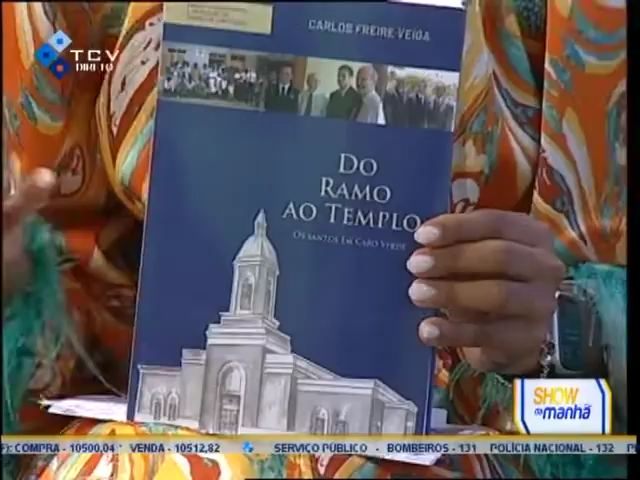 CARLOS FREIRE-VEIGA
TCV
DIRETO
DO
RAMO
AO TEMPLO
OS SANTOS EM CABO VERDE
SHOW
da manhã
): COMPRA - 10500,04 VENDA - 10512,82 SERVIÇO PÚBLICO - BOMBEIROS - 131 POLÍCIA NACIONAL - 132 P